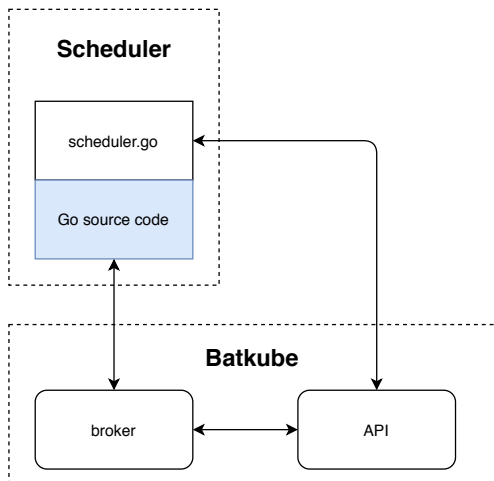 Scheduler
scheduler.go
Go source code
Batkube
broker
API